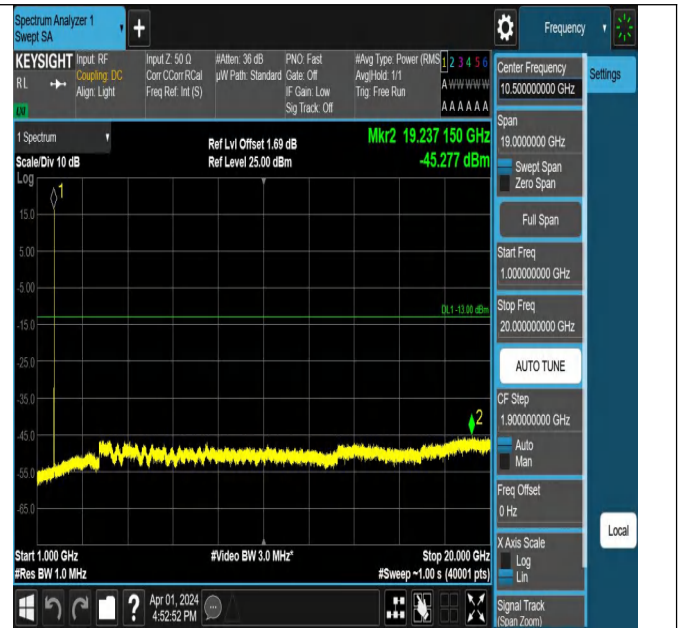 Spectrum Analyzer 1
Swept SA
Frequency
KEYSIGHT
RL
Input: RF
Coupling: DC
Align: Light
Input Z: 50 Ω
Corr CCorr RCal
Freq Ref: Int (S)
#Atten: 36 dB
µW Path: Standard
PNO: Fast
Gate: Off
IF Gain: Low
Sig Track: Off
#Avg Type: Power (RMS
Avg|Hold: 1/1
Trig: Free Run
1 2 3 4 5 6
A W W W W W
A A A A A A
LXI
1 Spectrum
Scale/Div 10 dB
Log
Ref Lvl Offset 1.69 dB
Ref Level 25.00 dBm
Mkr2 19.237 150 GHz
-45.277 dBm
1
15.0
5.00
-5.00
DL1 -13.00 dBm
-15.0
-25.0
-35.0
2
-45.0
-55.0
-65.0
Start 1.000 GHz
#Res BW 1.0 MHz
#Video BW 3.0 MHz*
Stop 20.000 GHz
#Sweep ~1.00 s (40001 pts)
Center Frequency
10.500000000 GHz
Settings
Span
19.0000000 GHz
Swept Span
Zero Span
Full Span
Start Freq
1.000000000 GHz
Stop Freq
20.000000000 GHz
AUTO TUNE
CF Step
1.900000000 GHz
Auto
Man
Freq Offset
0 Hz
X Axis Scale
Log
Lin
Local
Signal Track
(Span Zoom)
?
Apr 01, 2024
4:52:52 PM